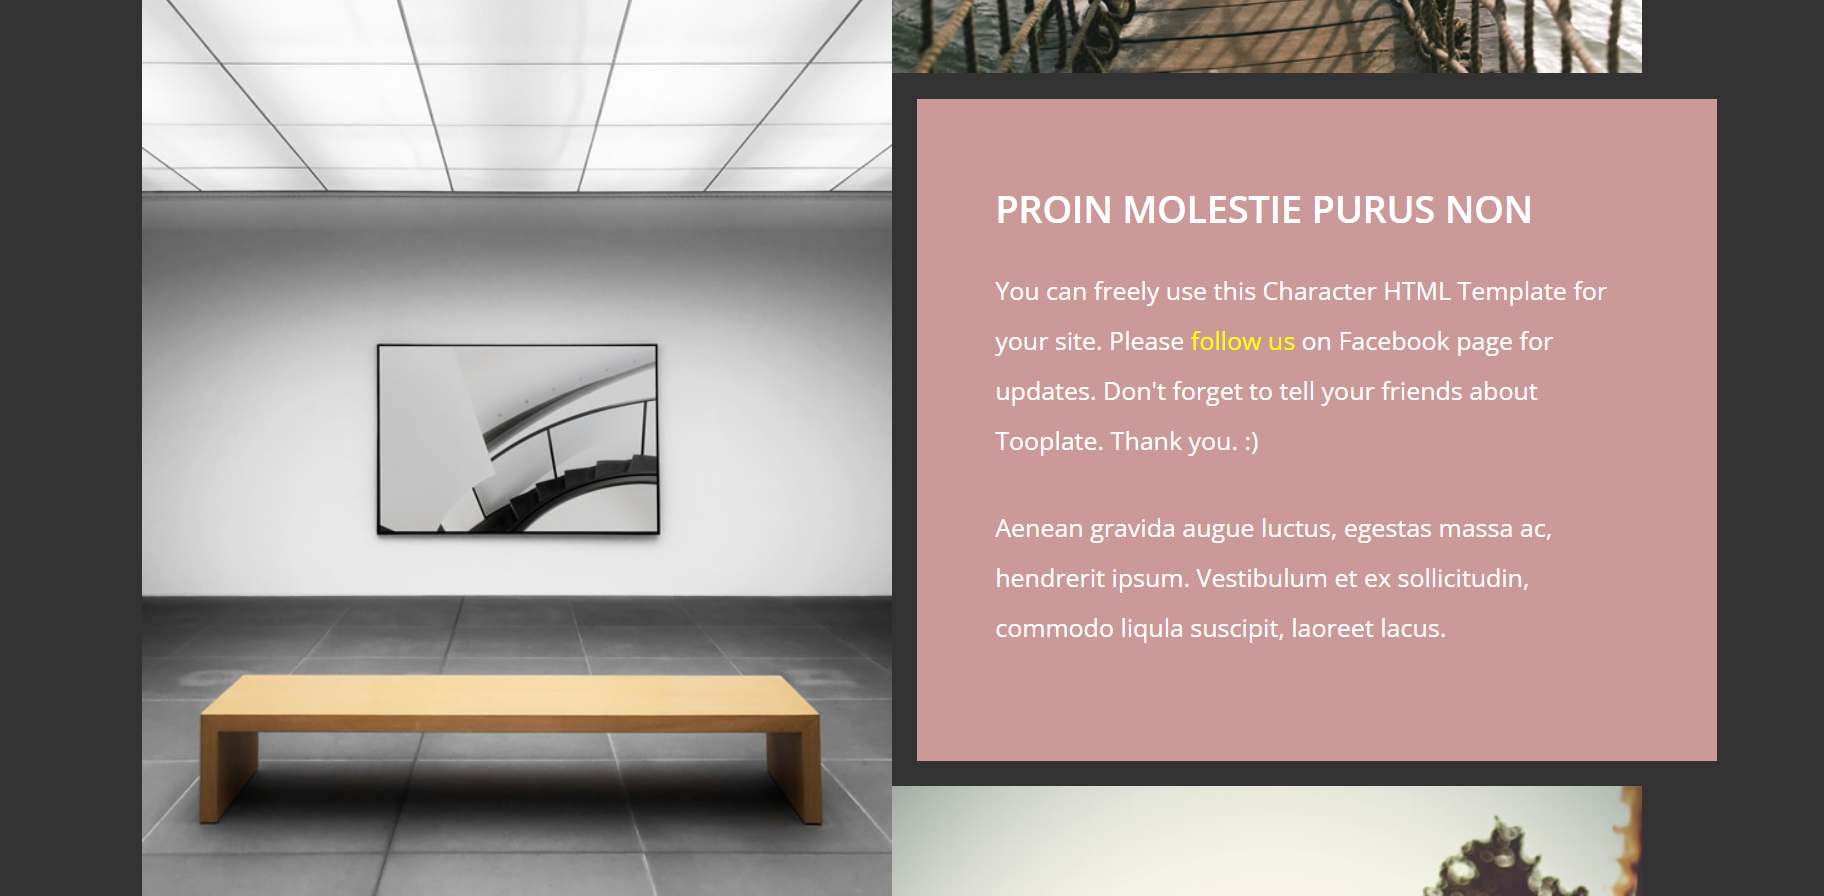 PROIN MOLESTIE PURUS NON
You can freely use this Character HTML Template for
your site. Please follow us on Facebook page for
updates. Don't forget to tell your friends about
Tooplate. Thank you. :)
Aenean gravida augue luctus, egestas massa ac,
hendrerit ipsum. Vestibulum et ex sollicitudin,
commodo liqula suscipit, laoreet lacus.